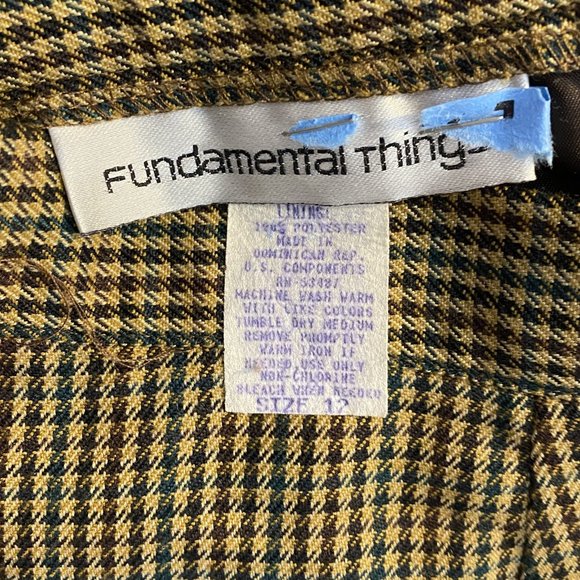 Fundamental Things
LINING:
100% POLYESTER
MADE IN
DOMINICAN REP.
U.S. COMPONENTS
RN-53487
MACHINE WASH WARM
WITH LIKE COLORS
TUMBLE DRY MEDIUM
REMOVE PROMPTLY
WARM IRON IF
NEEDED,USE ONLY
NON-CHLORINE
BLEACH WHEN NEEDED
SIZE 12